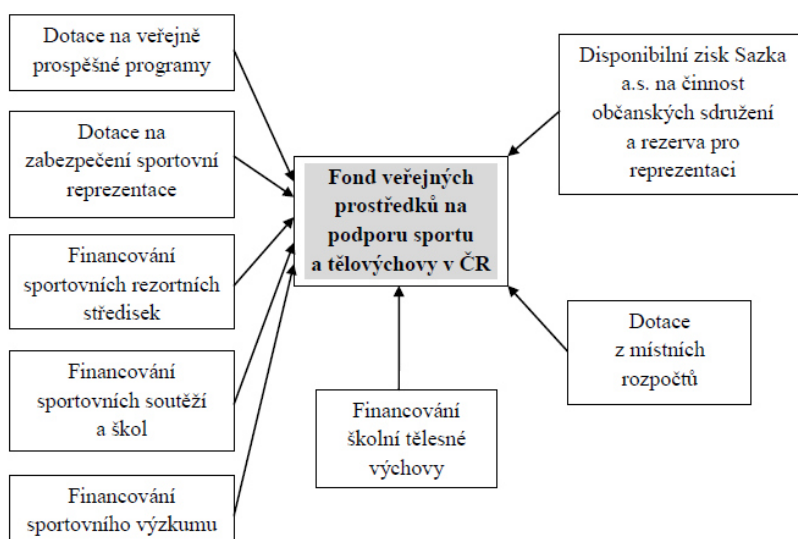 Dotace na veřejně
prospěšné programy
Dotace na
zabezpečení sportovní
reprezentace
Financování
sportovních rezortních
středisek
Financování
sportovních soutěží
a škol
Financování
sportovního výzkumu
Fond veřejných
prostředků na
podporu sportu
a tělovýchovy v ČR
Financování
školní tělesné
výchovy
Disponibilní zisk Sazka
a.s. na činnost
občanských sdružení
a rezerva pro
reprezentaci
Dotace
z místních
rozpočtů